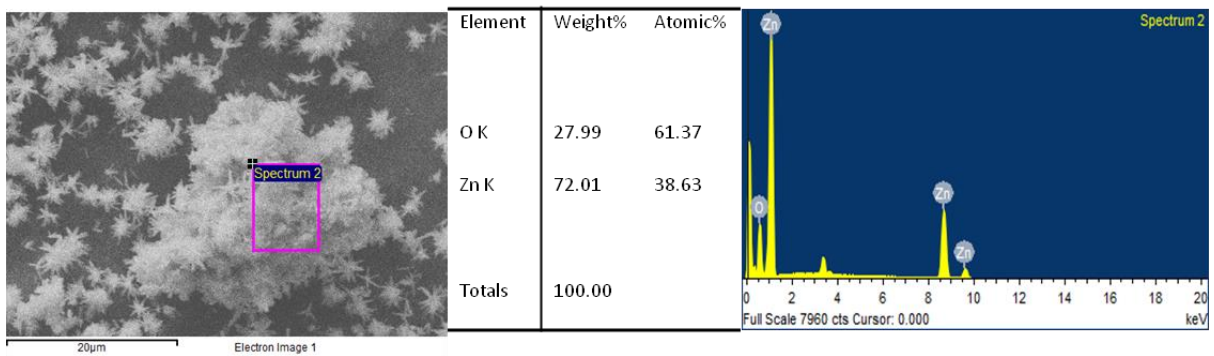 Spectrum 2
20µm
Electron Image 1
Element Weight% Atomic%
O K 27.99 61.37
Zn K 72.01 38.63
Totals 100.00
Spectrum 2
Zn
O
Zn
Zn
0 2 4 6 8 10 12 14 16 18 20
Full Scale 7960 cts Cursor: 0.000 keV